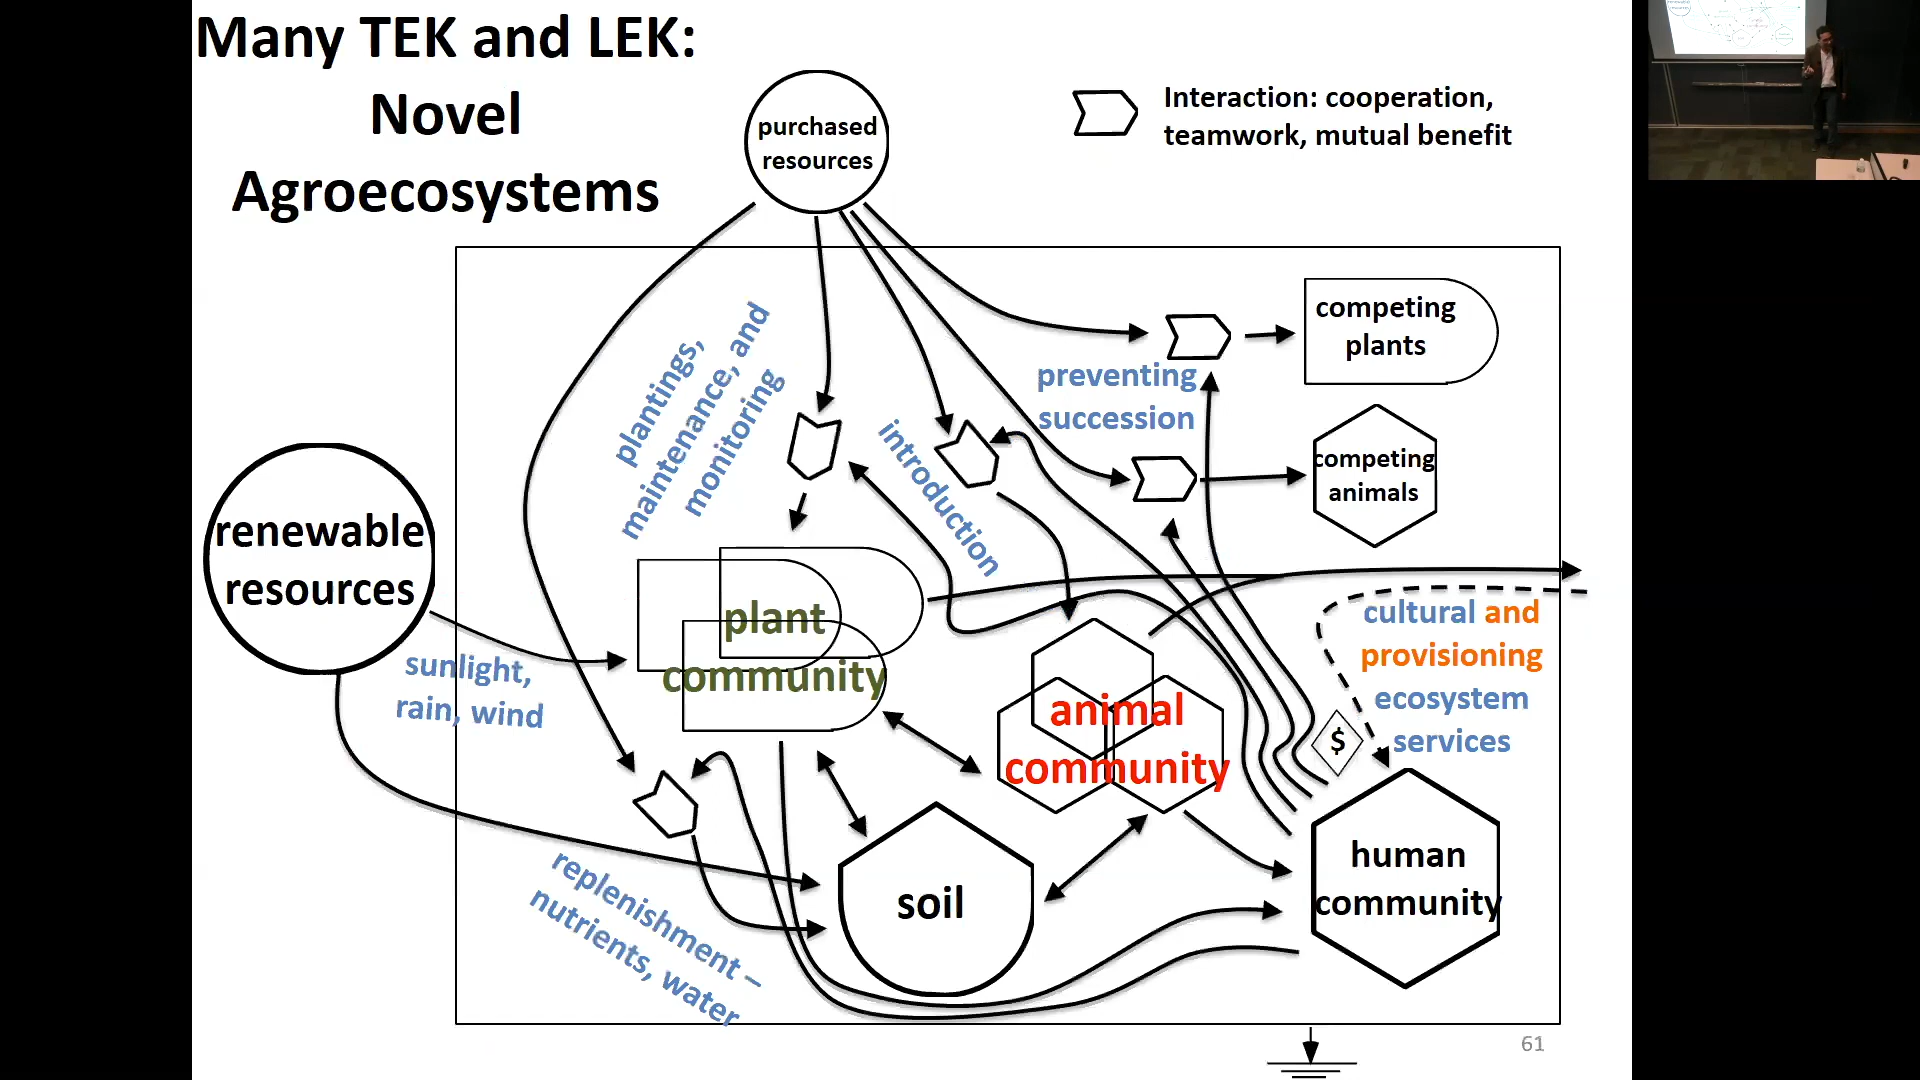 Many TEK and LEK:
Novel
Agroecosystems
purchased
resources
Interaction: cooperation,
teamwork, mutual benefit
competing
plants
plantings,
maintenance, and
monitoring
introduction
preventing
succession
competing
animals
renewable
resources
sunlight,
rain, wind
plant
community
animal
community
cultural and
provisioning
ecosystem
services
$
human
community
soil
replenishment –
nutrients, water
61